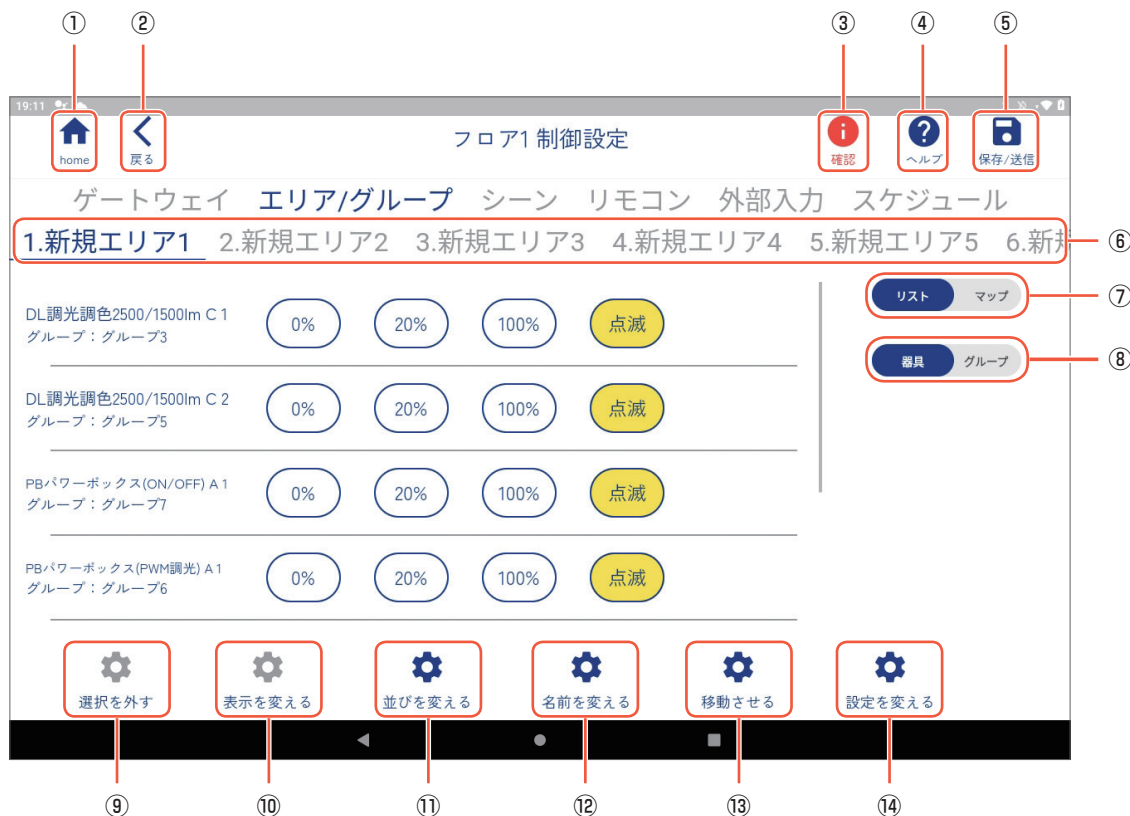 ① ② ③ ④ ⑤
19:11
home 戻る フロア1 制御設定 確認 ヘルプ 保存/送信
ゲートウェイ エリア/グループ シーン リモコン 外部入力 スケジュール
1.新規エリア1 2.新規エリア2 3.新規エリア3 4.新規エリア4 5.新規エリア5 6.新規 ⑥
リスト マップ ⑦
DL調光調色2500/1500lm C 1
グループ：グループ3
0% 20% 100% 点滅
器具 グループ ⑧
DL調光調色2500/1500lm C 2
グループ：グループ5
0% 20% 100% 点滅
PBパワーボックス(ON/OFF) A 1
グループ：グループ7
0% 20% 100% 点滅
PBパワーボックス(PWM調光) A 1
グループ：グループ6
0% 20% 100% 点滅
選択を外す 表示を変える 並びを変える 名前を変える 移動させる 設定を変える
⑨ ⑩ ⑪ ⑫ ⑬ ⑭